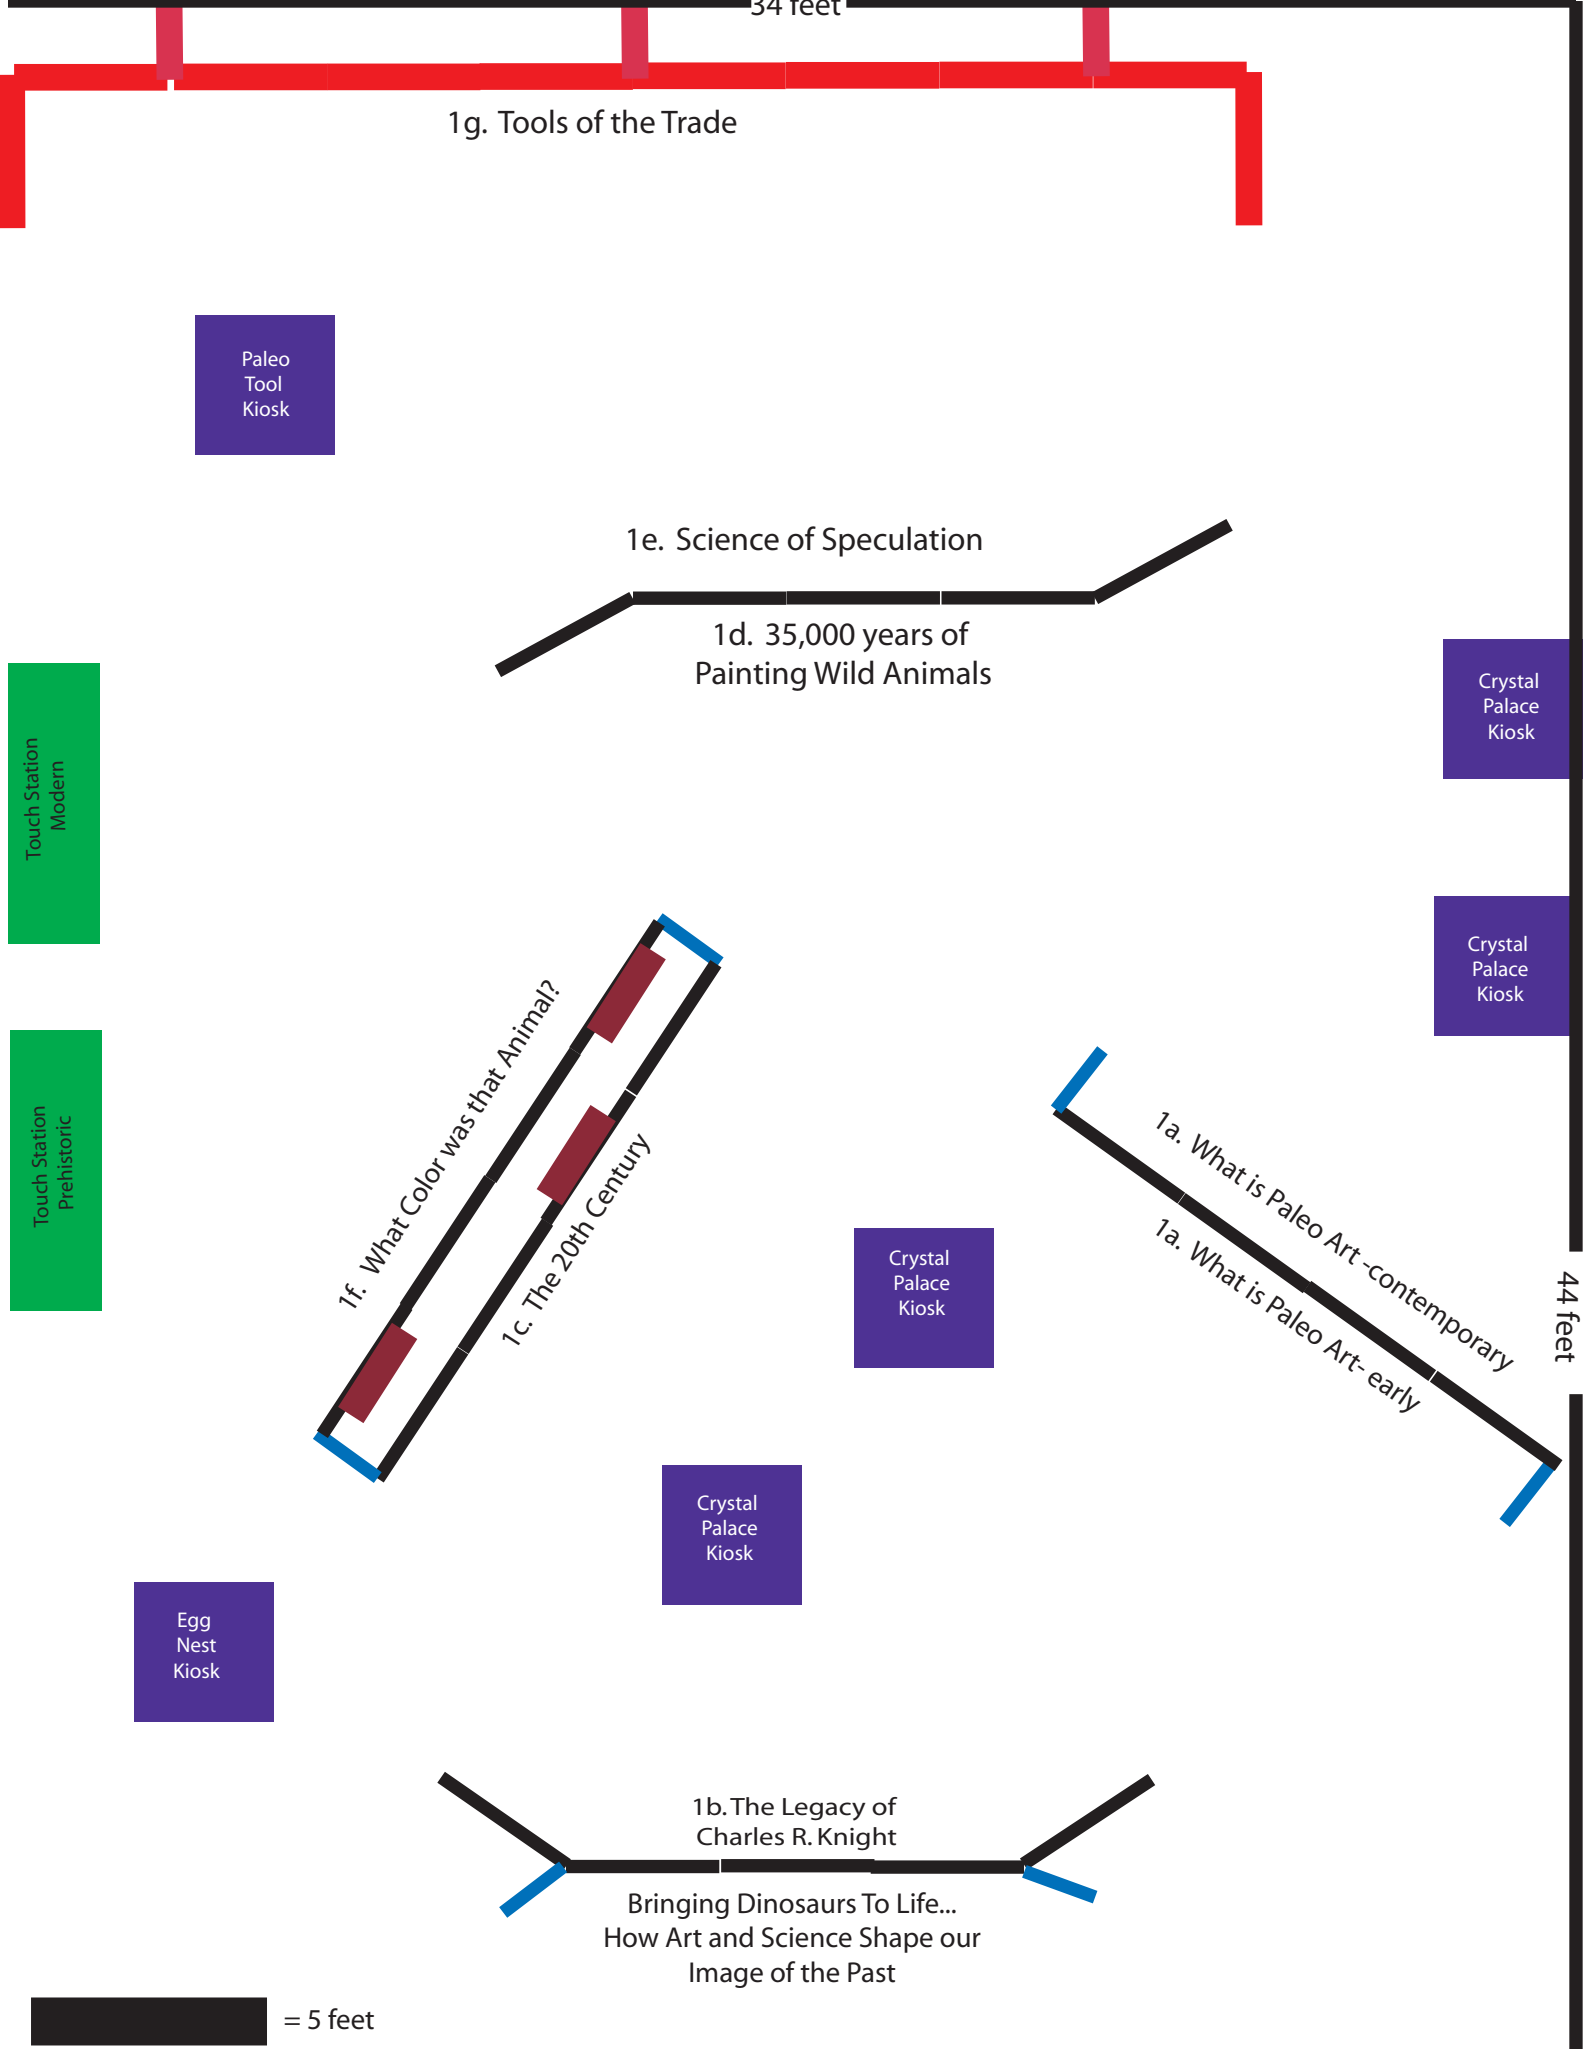 34 feet
1g. Tools of the Trade
Paleo
Tool
Kiosk
1e. Science of Speculation
1d. 35,000 years of
Painting Wild Animals
Crystal
Palace
Kiosk
Touch Station
Modern
Crystal
Palace
Kiosk
1f. What Color was that Animal?
1c. The 20th Century
Touch Station
Prehistoric
1a. What is Paleo Art -contemporary
1a. What is Paleo Art- early
Crystal
Palace
Kiosk
44 feet
Crystal
Palace
Kiosk
Egg
Nest
Kiosk
1b. The Legacy of
Charles R. Knight
Bringing Dinosaurs To Life...
How Art and Science Shape our
Image of the Past
= 5 feet